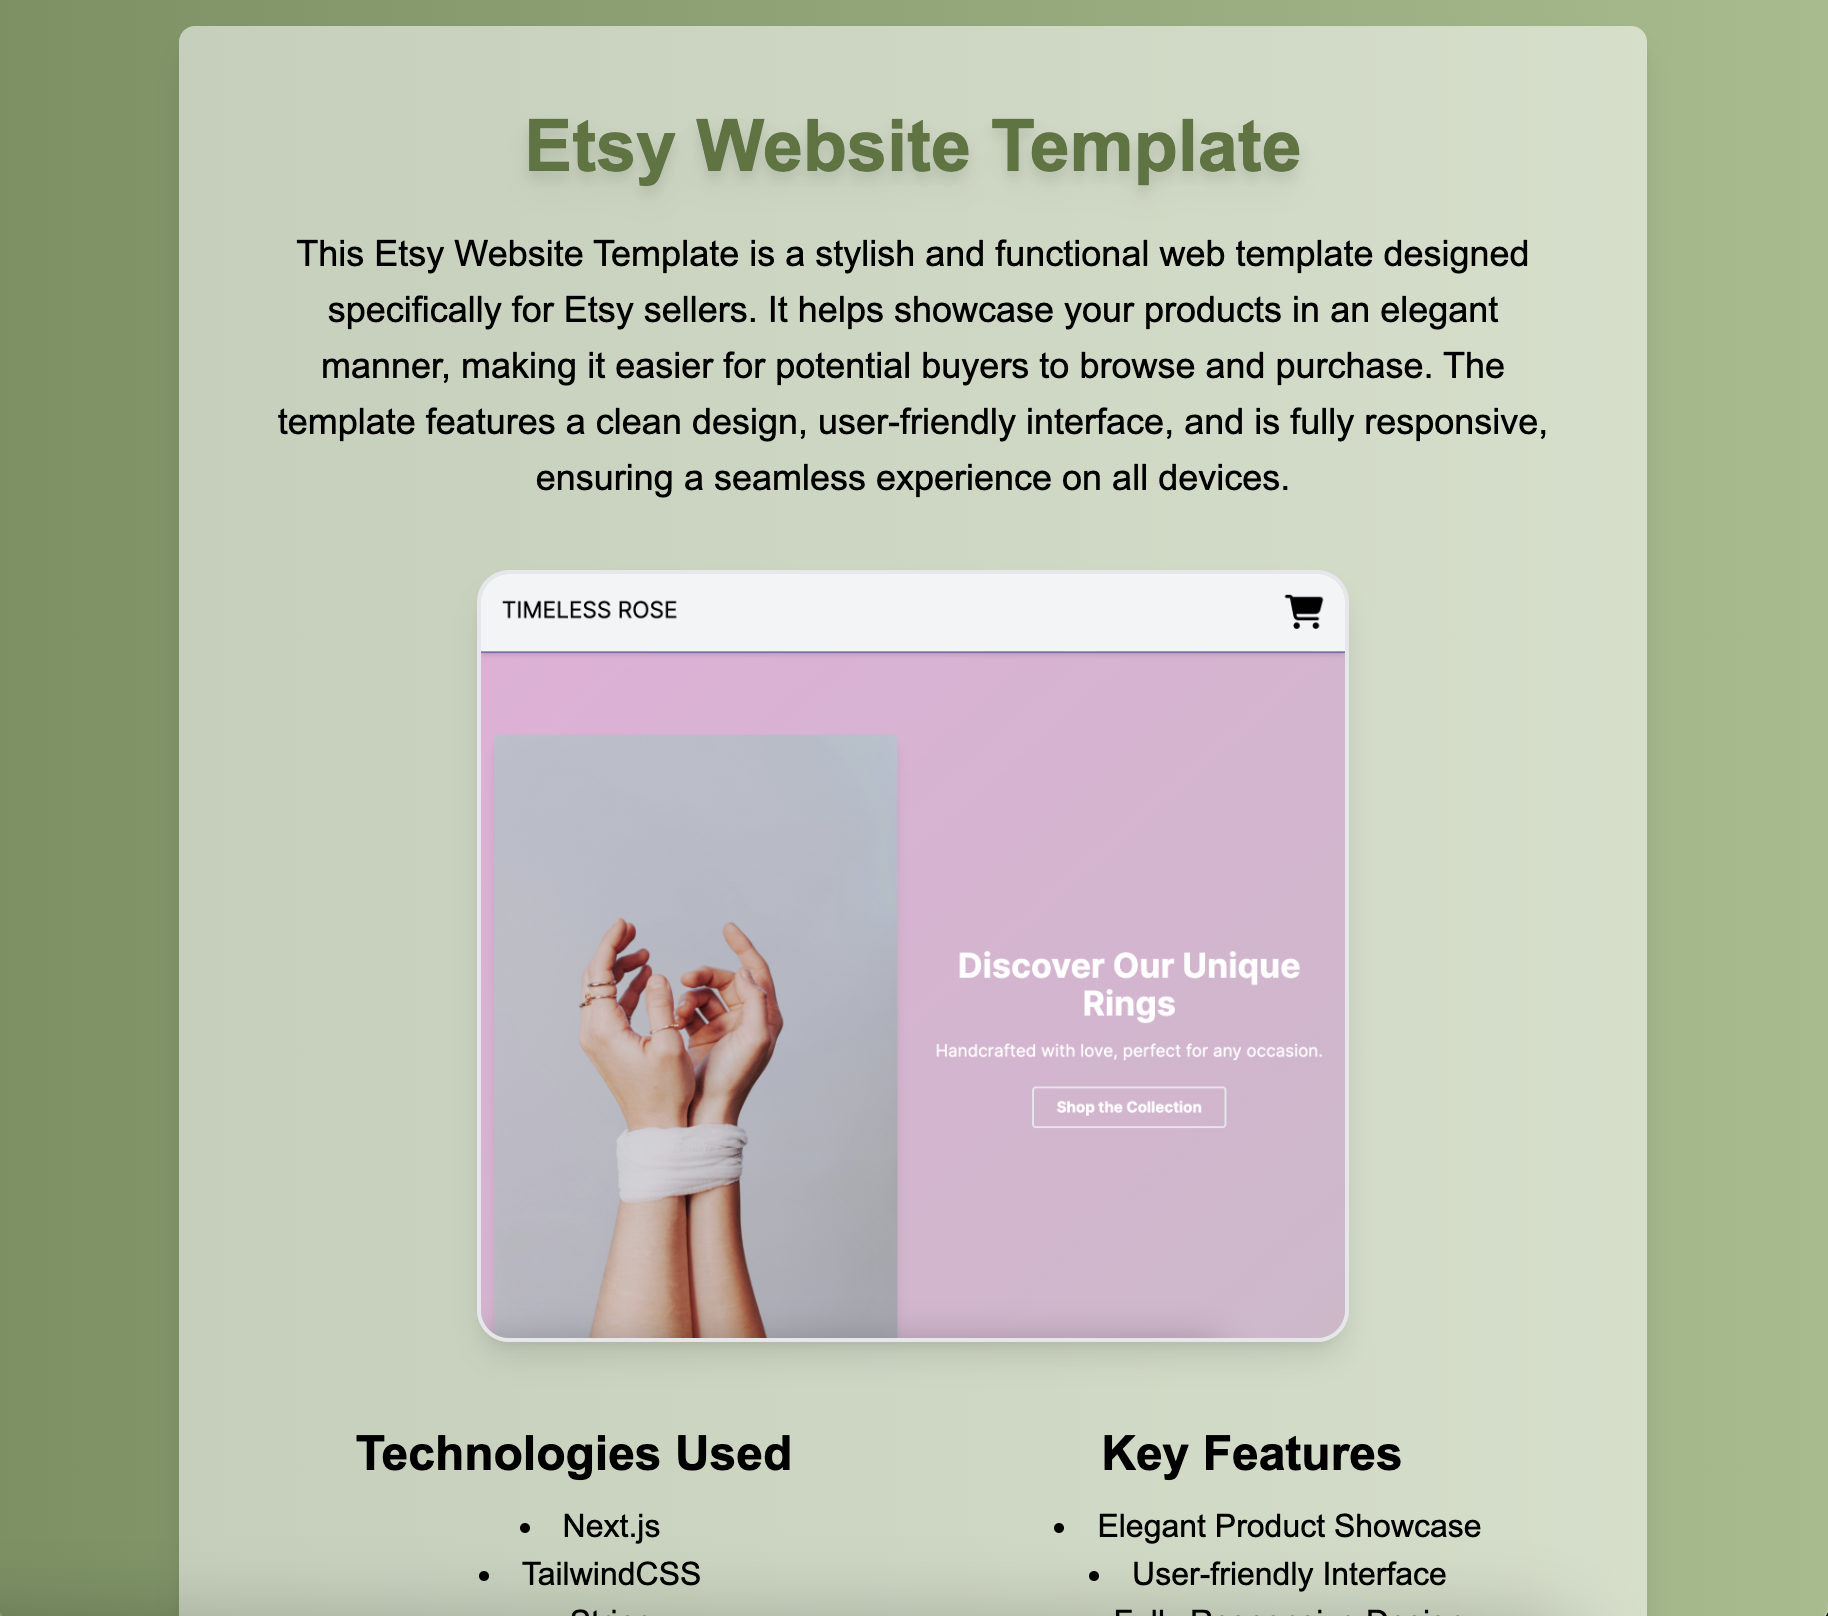 Etsy Website Template
This Etsy Website Template is a stylish and functional web template designed
specifically for Etsy sellers. It helps showcase your products in an elegant
manner, making it easier for potential buyers to browse and purchase. The
template features a clean design, user-friendly interface, and is fully responsive,
ensuring a seamless experience on all devices.
TIMELESS ROSE
Discover Our Unique
Rings
Handcrafted with love, perfect for any occasion.
Shop the Collection
Technologies Used
• Next.js
• TailwindCSS
Key Features
• Elegant Product Showcase
• User-friendly Interface